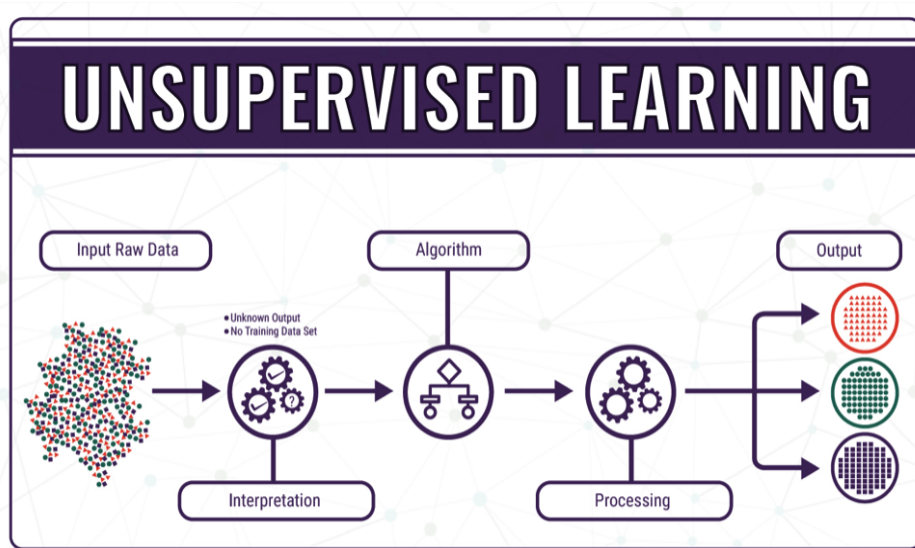 UNSUPERVISED LEARNING
Input Raw Data
Algorithm
Output
• Unknown Output
• No Training Data Set
?
Interpretation
Processing